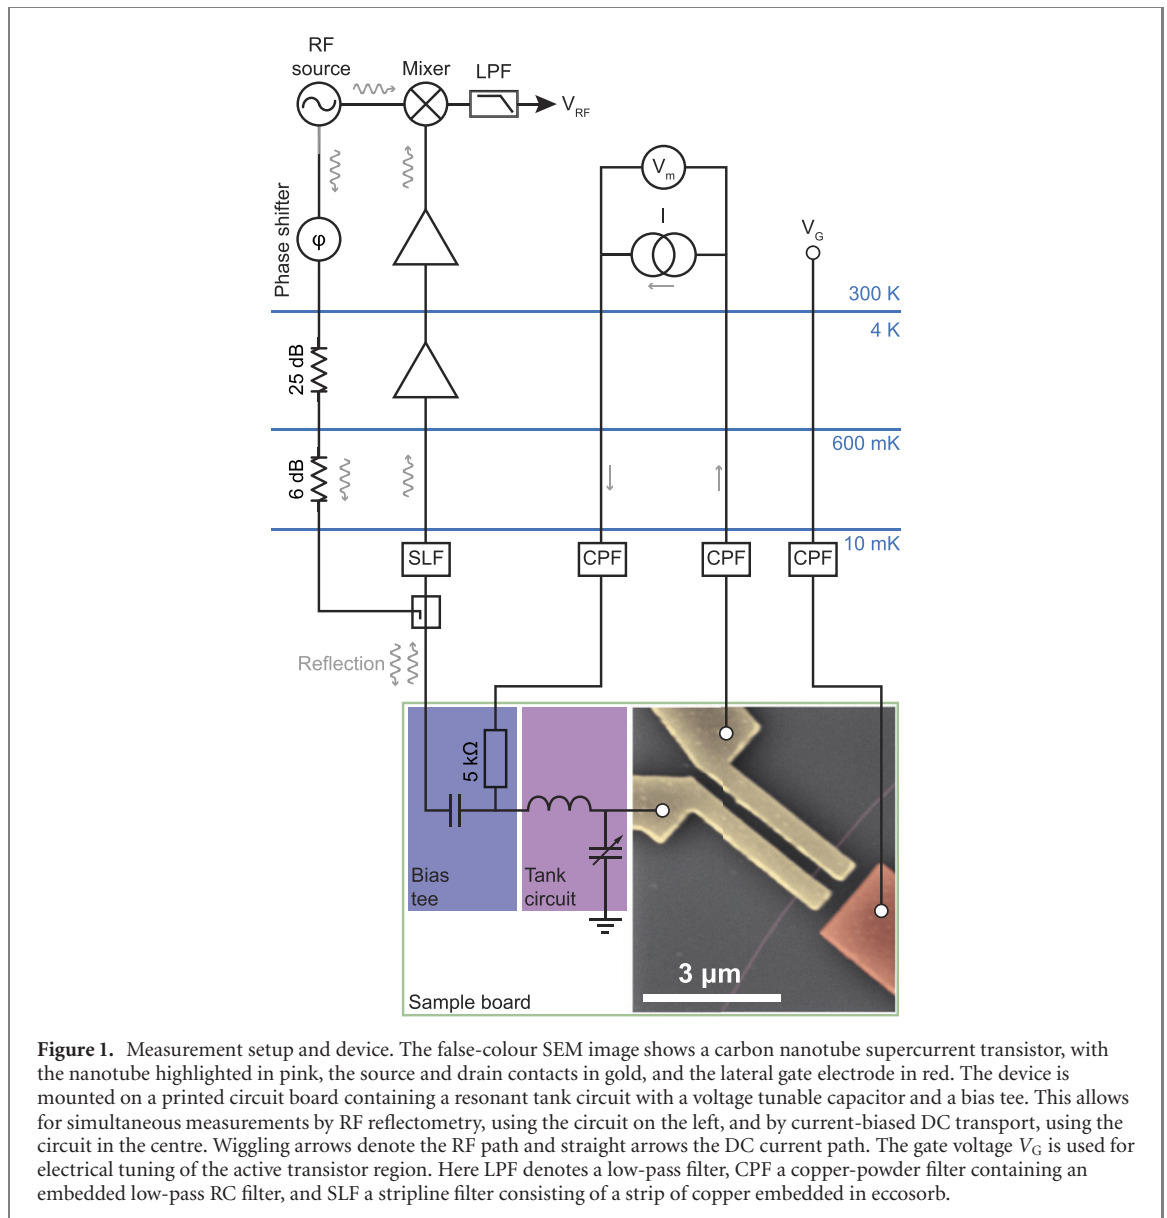 RF
source
Mixer
LPF
V_RF
Phase shifter
φ
V_m
I
V_G
300 K
4 K
25 dB
600 mK
6 dB
10 mK
SLF
CPF
CPF
CPF
Reflection
5 kΩ
Bias
tee
Tank
circuit
3 μm
Sample board
Figure 1. Measurement setup and device. The false-colour SEM image shows a carbon nanotube supercurrent transistor, with
the nanotube highlighted in pink, the source and drain contacts in gold, and the lateral gate electrode in red. The device is
mounted on a printed circuit board containing a resonant tank circuit with a voltage tunable capacitor and a bias tee. This allows
for simultaneous measurements by RF reflectometry, using the circuit on the left, and by current-biased DC transport, using the
circuit in the centre. Wiggling arrows denote the RF path and straight arrows the DC current path. The gate voltage V_G is used for
electrical tuning of the active transistor region. Here LPF denotes a low-pass filter, CPF a copper-powder filter containing an
embedded low-pass RC filter, and SLF a stripline filter consisting of a strip of copper embedded in eccosorb.